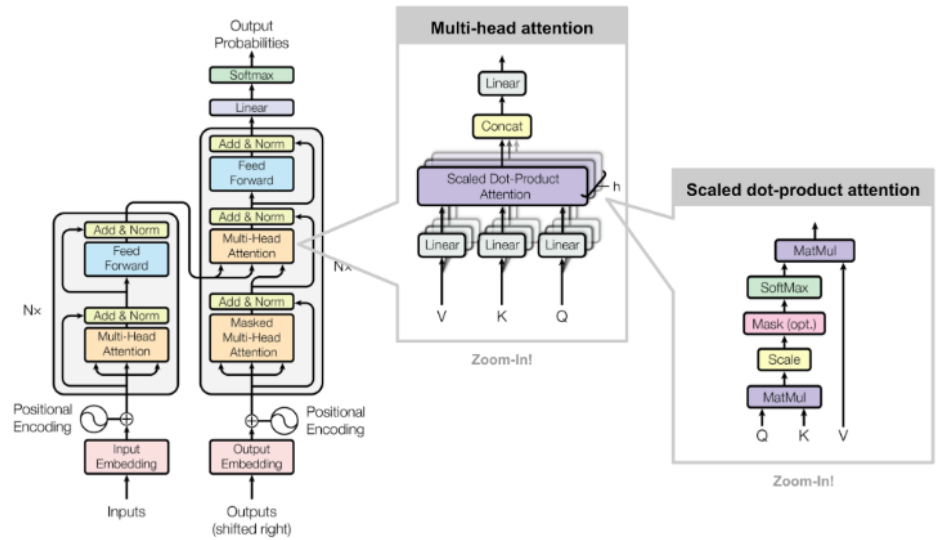 Output
Probabilities
Softmax
Linear
Add & Norm
Feed
Forward
Add & Norm
Multi-Head
Attention
Nx
Add & Norm
Masked
Multi-Head
Attention
Positional
Encoding
Output
Embedding
Outputs
(shifted right)
Add & Norm
Feed
Forward
Nx
Add & Norm
Multi-Head
Attention
Positional
Encoding
Input
Embedding
Inputs
Multi-head attention
Linear
Concat
Scaled Dot-Product
Attention
h
Linear Linear Linear
V K Q
Zoom-In!
Scaled dot-product attention
MatMul
SoftMax
Mask (opt.)
Scale
MatMul
Q K V
Zoom-In!